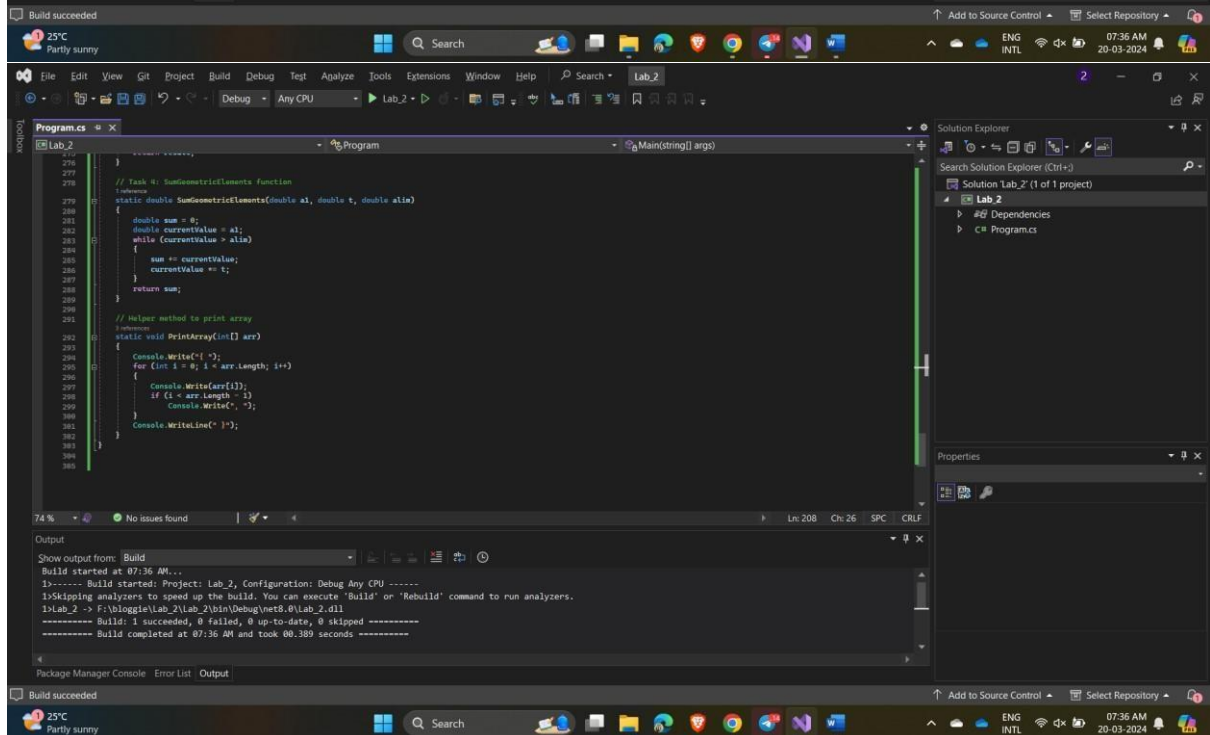 Build succeeded
Add to Source Control
Select Repository
1
25°C
Partly sunny
Search
ENG
INTL
07:36 AM
20-03-2024
File Edit View Git Project Build Debug Test Analyze Tools Extensions Window Help Search Lab_2
2
Debug Any CPU Lab_2
Toolbox
Program.cs
Lab_2
Program
Main(string[] args)
276 }
277
278 // Task 4: SumGeometricElements function
1 reference
279 static double SumGeometricElements(double a1, double t, double alim)
280 {
281 double sum = 0;
282 double currentValue = a1;
283 while (currentValue > alim)
284 {
285 sum += currentValue;
286 currentValue *= t;
287 }
288 return sum;
289 }
290
291 // Helper method to print array
3 references
292 static void PrintArray(int[] arr)
293 {
294 Console.Write("{ ");
295 for (int i = 0; i < arr.Length; i++)
296 {
297 Console.Write(arr[i]);
298 if (i < arr.Length - 1)
299 Console.Write(", ");
300 }
301 Console.WriteLine(" }");
302 }
303 }
304
305
74 %
No issues found
Ln: 208 Ch: 26 SPC CRLF
Solution Explorer
Search Solution Explorer (Ctrl+;)
Solution 'Lab_2' (1 of 1 project)
Lab_2
Dependencies
C# Program.cs
Properties
Output
Show output from: Build
Build started at 07:36 AM...
1>------ Build started: Project: Lab_2, Configuration: Debug Any CPU ------
1>Skipping analyzers to speed up the build. You can execute 'Build' or 'Rebuild' command to run analyzers.
1>Lab_2 -> F:\bloggie\Lab_2\Lab_2\bin\Debug\net8.0\Lab_2.dll
========== Build: 1 succeeded, 0 failed, 0 up-to-date, 0 skipped ==========
========== Build completed at 07:36 AM and took 00.389 seconds ==========
Package Manager Console Error List Output
Build succeeded
Add to Source Control
Select Repository
1
25°C
Partly sunny
Search
ENG
INTL
07:36 AM
20-03-2024